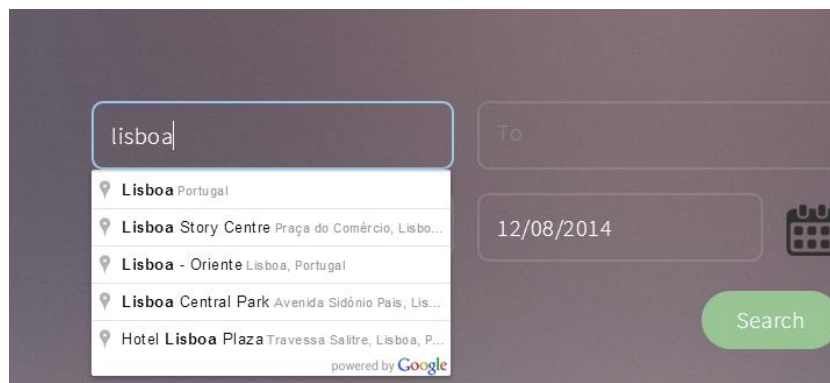 lisboa
To
Lisboa Portugal
Lisboa Story Centre Praça do Comércio, Lisbo...
Lisboa - Oriente Lisboa, Portugal
Lisboa Central Park Avenida Sidónio Pais, Lis...
Hotel Lisboa Plaza Travessa Salitre, Lisboa, P...
powered by Google
12/08/2014
Search